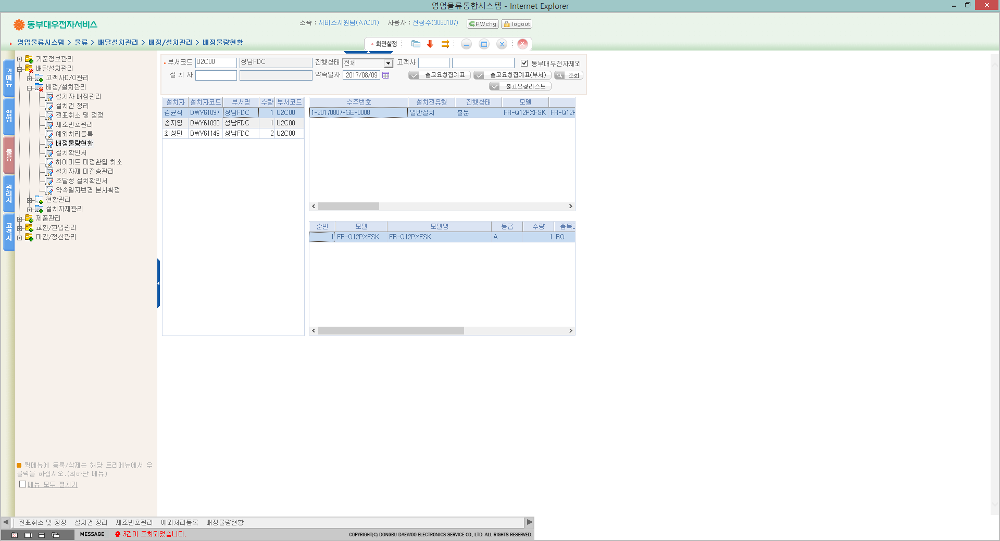 영업물류통합시스템 - Internet Explorer
동부대우전자서비스
소속 : 서비스지원팀(A7C01) 사용자 : 전창수(3080107) PWchg logout
영업물류시스템 > 물류 > 배달설치관리 > 배정/설치관리 > 배정물량현황
화면설정
퀵메뉴
영업
물류
관리자
고객사
기준정보관리
배달설치관리
고객사D/O관리
배정/설치관리
설치자 배정관리
설치건 정리
전표취소 및 정정
제조번호관리
예외처리등록
배정물량현황
설치확인서
하이마트 미정환입 취소
설치자재 미전송관리
조달청 설치확인서
약속일자변경 본사확정
현황관리
설치자재관리
제품관리
교환/환입관리
마감/정산관리
퀵메뉴에 등록/삭제는 해당 트리메뉴에서 우
클릭을 하십시오.(최하단 메뉴)
메뉴 모두 펼치기
부서코드 U2C00 성남FDC 진행상태 전체 고객사 동부대우전자제외
설 치 자 약속일자 2017/08/09 출고요청집계표 출고요청집계표(부서) 조회
출고요청리스트
설치자 설치자코드 부서명 수량 부서코드
김균식 DWY61097 성남FDC 1 U2C00
송지영 DWY61090 성남FDC 1 U2C00
최성민 DWY61149 성남FDC 2 U2C00
수주번호 설치전유형 진행상태 모델
1-20170807-GE-0008 일반설치 출문 FR-Q12PXFSK FR-Q12F
순번 모델 모델명 등급 수량 품목코
1 FR-Q12PXFSK FR-Q12PXFSK A 1 RQ
전표취소 및 정정 설치건 정리 제조번호관리 예외처리등록 배정물량현황
MESSAGE 총 3건이 조회되었습니다.
COPYRIGHT(C) DONGBU DAEWOO ELECTRONICS SERVICE CO., LTD. ALL RIGHTS RESERVED.